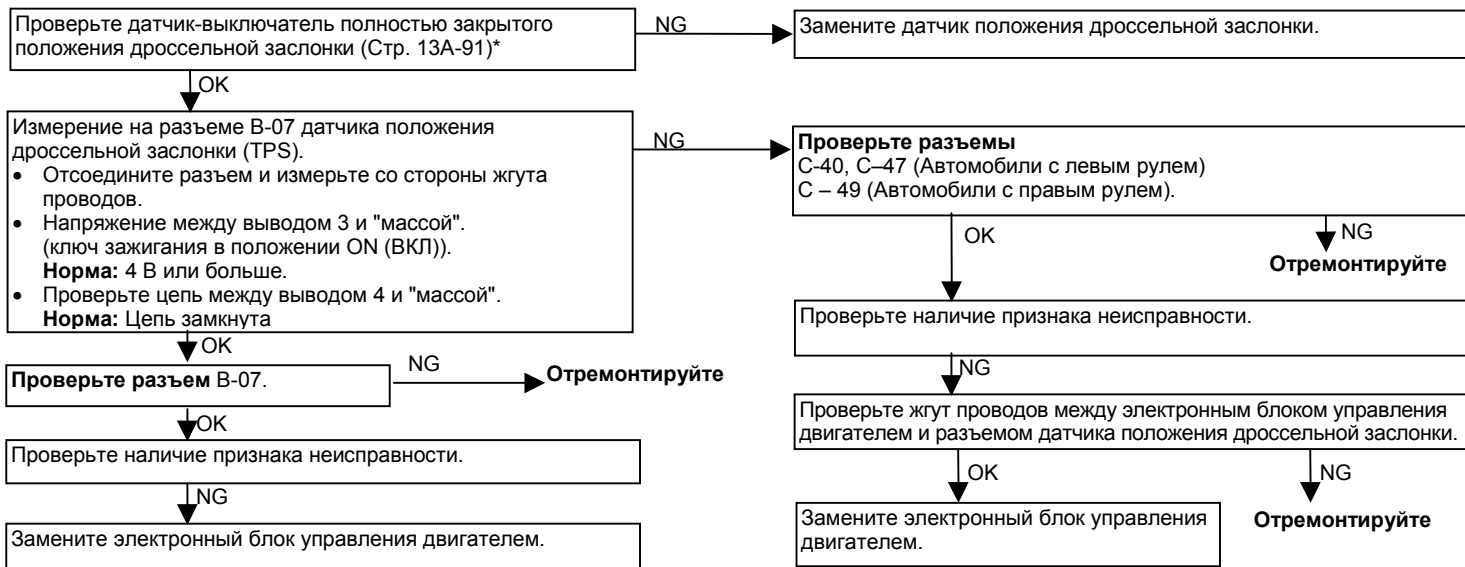 Проверьте датчик-выключатель полностью закрытого
положения дроссельной заслонки (Стр. 13А-91)*
NG
Замените датчик положения дроссельной заслонки.
OK
Измерение на разъеме В-07 датчика положения
дроссельной заслонки (TPS).
• Отсоедините разъем и измерьте со стороны жгута
проводов.
• Напряжение между выводом 3 и "массой".
(ключ зажигания в положении ON (ВКЛ)).
Норма: 4 В или больше.
• Проверьте цепь между выводом 4 и "массой".
Норма: Цепь замкнута
NG
Проверьте разъемы
С-40, С–47 (Автомобили с левым рулем)
С – 49 (Автомобили с правым рулем).
OK
NG
Отремонтируйте
Проверьте наличие признака неисправности.
NG
Проверьте жгут проводов между электронным блоком управления
двигателем и разъемом датчика положения дроссельной заслонки.
OK
NG
Замените электронный блок управления
двигателем.
Отремонтируйте
OK
Проверьте разъем В-07.
NG
Отремонтируйте
OK
Проверьте наличие признака неисправности.
NG
Замените электронный блок управления двигателем.